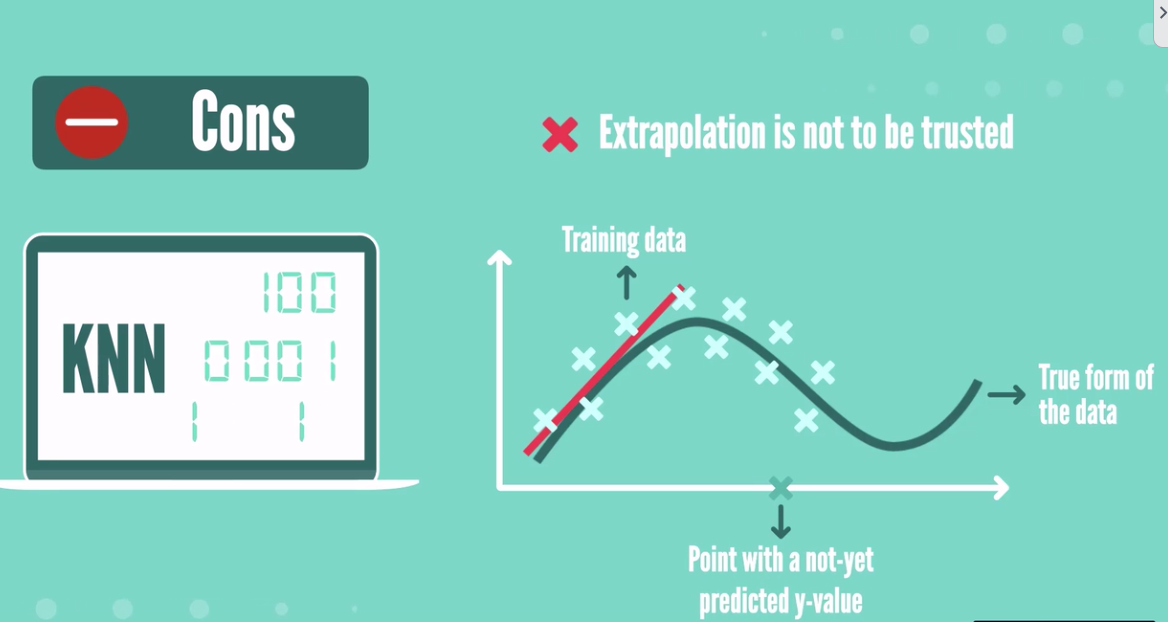 Cons
Extrapolation is not to be trusted
Training data
KNN
100
0001
1 1
True form of
the data
Point with a not-yet
predicted y-value